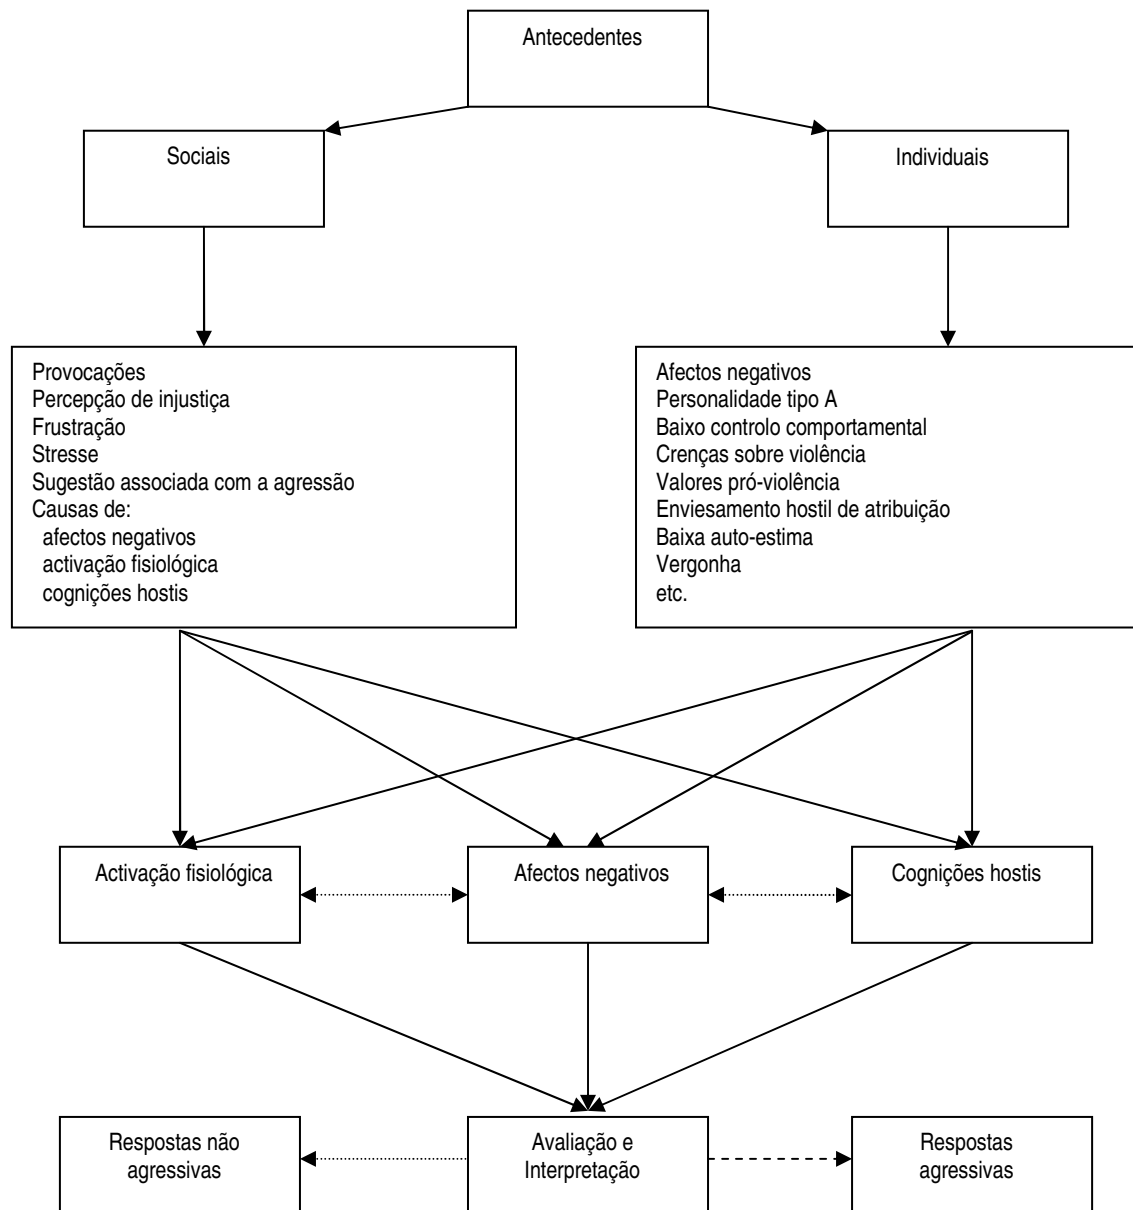 Antecedentes
Sociais
Individuais
Provocações
Percepção de injustiça
Frustração
Stresse
Sugestão associada com a agressão
Causas de:
afectos negativos
activação fisiológica
cognições hostis
Afectos negativos
Personalidade tipo A
Baixo controlo comportamental
Crenças sobre violência
Valores pró-violência
Enviesamento hostil de atribuição
Baixa auto-estima
Vergonha
etc.
Activação fisiológica
Afectos negativos
Cognições hostis
Respostas não
agressivas
Avaliação e
Interpretação
Respostas
agressivas